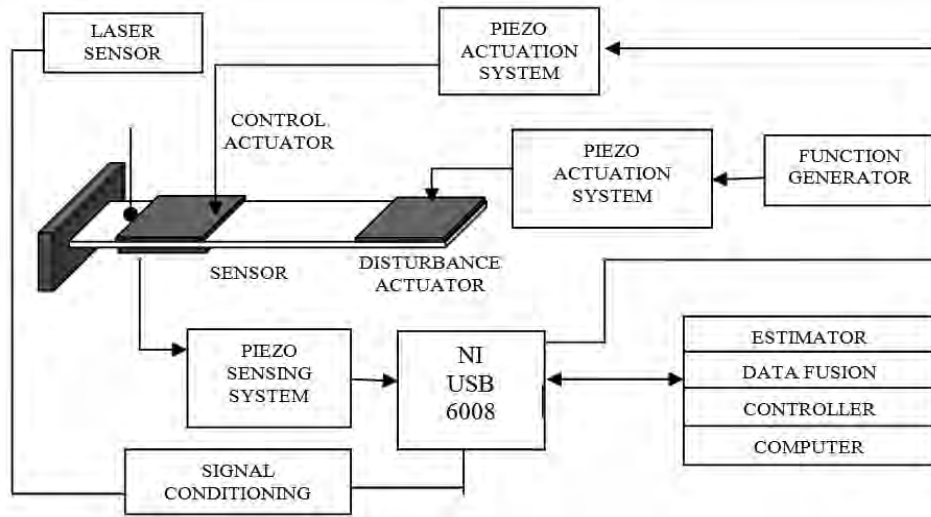 LASER
SENSOR
PIEZO
ACTUATION
SYSTEM
CONTROL
ACTUATOR
PIEZO
ACTUATION
SYSTEM
FUNCTION
GENERATOR
SENSOR
DISTURBANCE
ACTUATOR
PIEZO
SENSING
SYSTEM
NI
USB
6008
ESTIMATOR
DATA FUSION
CONTROLLER
COMPUTER
SIGNAL
CONDITIONING